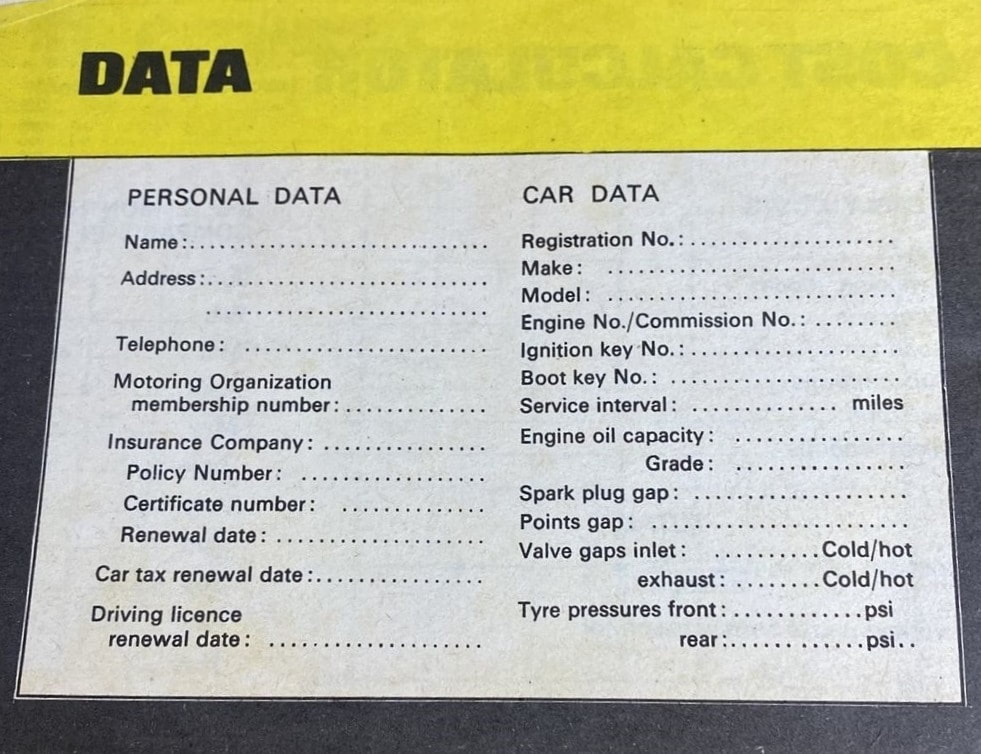 DATA
PERSONAL DATA
Name:..............................
Address:............................
............................
Telephone: ........................
Motoring Organization
membership number:..............
Insurance Company: ................
Policy Number: ..................
Certificate number: ..............
Renewal date: .....................
Car tax renewal date:.................
Driving licence
renewal date: .....................
CAR DATA
Registration No.: ....................
Make: .............................
Model: .............................
Engine No./Commission No.: ........
Ignition key No.: .....................
Boot key No.: .......................
Service interval: ............... miles
Engine oil capacity: .................
Grade: .................
Spark plug gap: .....................
Points gap: ..........................
Valve gaps inlet: ..........Cold/hot
exhaust: ........Cold/hot
Tyre pressures front: .............psi
rear:.............psi..